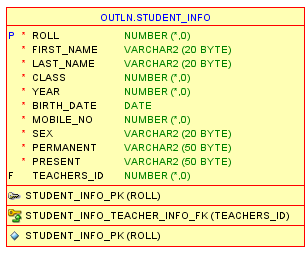 OUTLN.STUDENT_INFO
P * ROLL NUMBER (*,0)
* FIRST_NAME VARCHAR2 (20 BYTE)
* LAST_NAME VARCHAR2 (20 BYTE)
* CLASS NUMBER (*,0)
* YEAR NUMBER (*,0)
* BIRTH_DATE DATE
* MOBILE_NO NUMBER (*,0)
* SEX VARCHAR2 (20 BYTE)
* PERMANENT VARCHAR2 (50 BYTE)
* PRESENT VARCHAR2 (50 BYTE)
F TEACHERS_ID NUMBER (*,0)
STUDENT_INFO_PK (ROLL)
STUDENT_INFO_TEACHER_INFO_FK (TEACHERS_ID)
STUDENT_INFO_PK (ROLL)